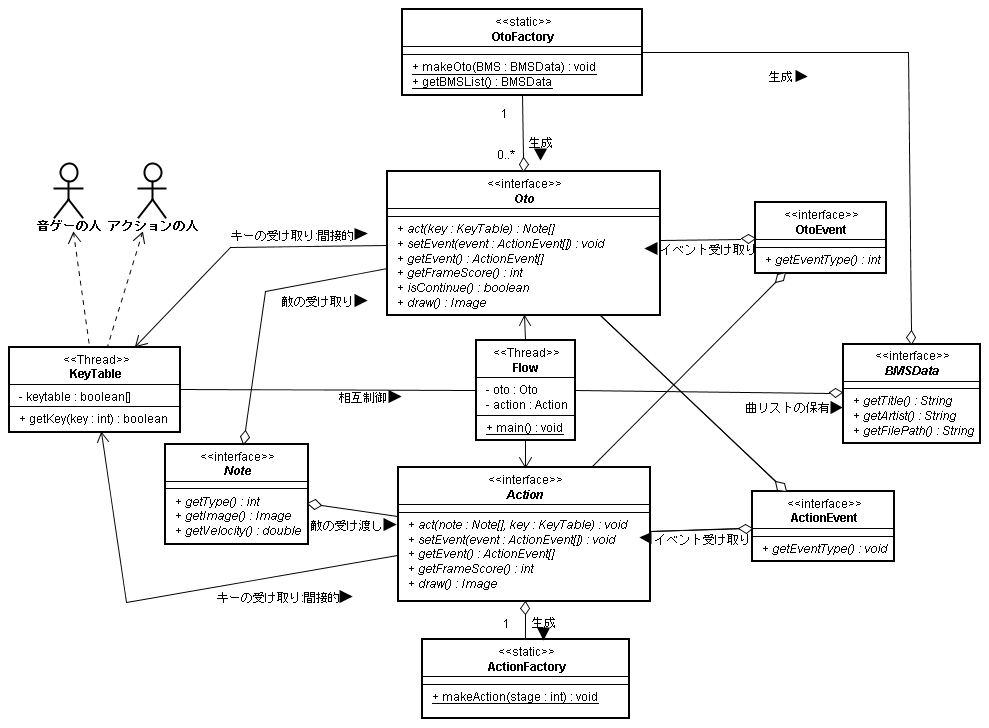 <<static>>
OtoFactory
+ makeOto(BMS : BMSData) : void
+ getBMSList() : BMSData
生成▶
1
生成
▼
0..*
<<interface>>
Oto
+ act(key : KeyTable) : Note[]
+ setEvent(event : ActionEvent[]) : void
+ getEvent() : ActionEvent[]
+ getFrameScore() : int
+ isContinue() : boolean
+ draw() : Image
音ゲーの人
アクションの人
キーの受け取り:間接的▶
敵の受け取り▶
◀イベント受け取り
<<interface>>
OtoEvent
+ getEventType() : int
<<Thread>>
KeyTable
- keytable : boolean[]
+ getKey(key : int) : boolean
相互制御▶
<<Thread>>
Flow
- oto : Oto
- action : Action
+ main() : void
曲リストの保有▶
<<interface>>
BMSData
+ getTitle() : String
+ getArtist() : String
+ getFilePath() : String
<<interface>>
Note
+ getType() : int
+ getImage() : Image
+ getVelocity() : double
敵の受け渡し▶
<<interface>>
Action
+ act(note : Note[], key : KeyTable) : void
+ setEvent(event : ActionEvent[]) : void
+ getEvent() : ActionEvent[]
+ getFrameScore() : int
+ draw() : Image
◀イベント受け取り
<<interface>>
ActionEvent
+ getEventType() : void
キーの受け取り:間接的▶
1
生成
▼
<<static>>
ActionFactory
+ makeAction(stage : int) : void